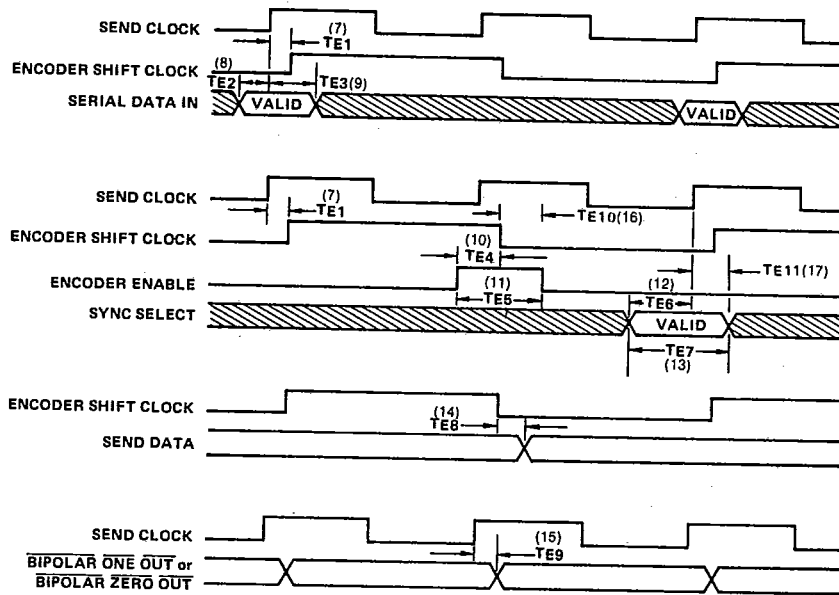 SEND CLOCK
(7)
TE1
ENCODER SHIFT CLOCK
(8)
TE2
TE3(9)
SERIAL DATA IN
VALID
VALID
SEND CLOCK
(7)
TE1
TE10(16)
ENCODER SHIFT CLOCK
(10)
TE4
TE11(17)
ENCODER ENABLE
(11)
TE5
(12)
TE6
SYNC SELECT
VALID
TE7
(13)
ENCODER SHIFT CLOCK
(14)
TE8
SEND DATA
SEND CLOCK
(15)
TE9
BIPOLAR ONE OUT or
BIPOLAR ZERO OUT